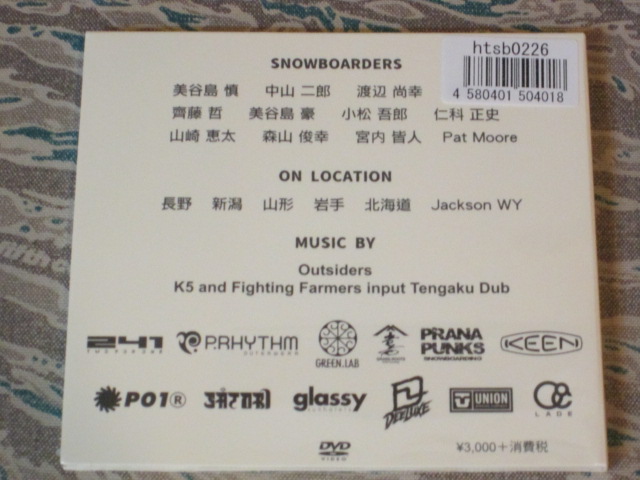 htsb0226
4 580401 504018
SNOWBOARDERS
美谷島 慎 中山 二郎 渡辺 尚幸
齊藤 哲 美谷島 豪 小松 吾郎 仁科 正史
山崎 恵太 森山 俊幸 宮内 皆人 Pat Moore
ON LOCATION
長野 新潟 山形 岩手 北海道 Jackson WY
MUSIC BY
Outsiders
K5 and Fighting Farmers input Tengaku Dub
241 P.RHYTHM GREEN.LAB PRANA PUNKS SNOWBOARDING KEEN
PO1® glassy DEELUXE UNION LADE
DVD VIDEO
¥3,000+消費税